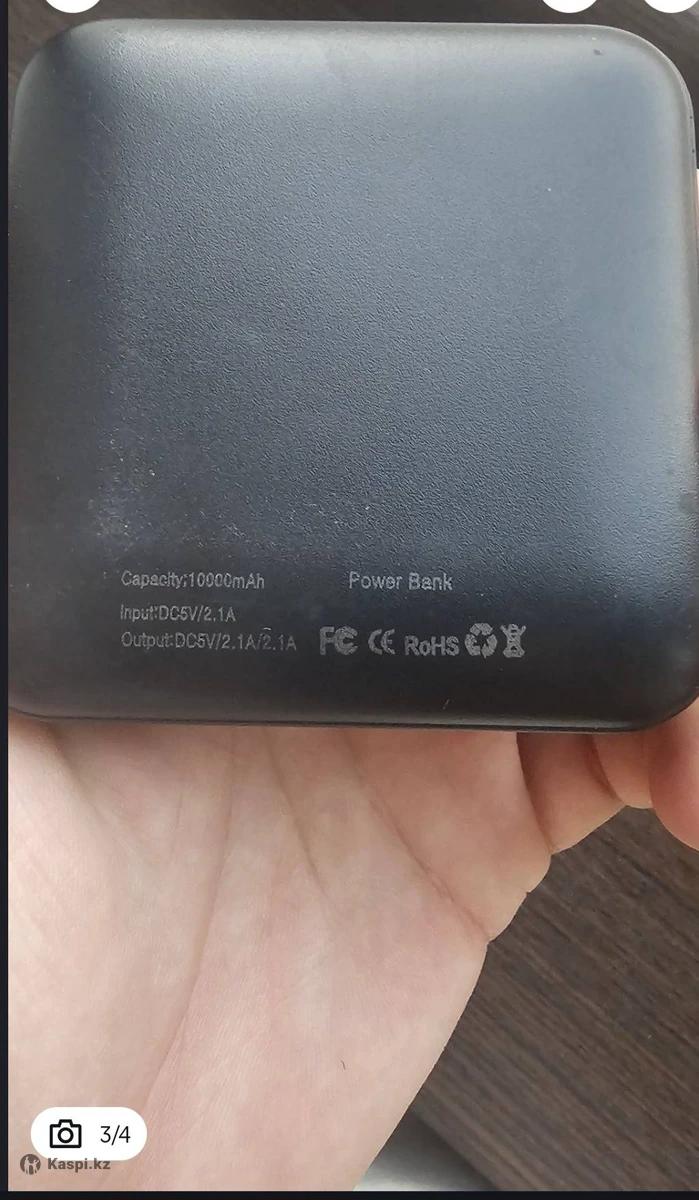 Capacity:10000mAh Power Bank
Input:DC5V/2.1A
Output:DC5V/2.1A/2.1A FC CE RoHS
3/4
Kaspi.kz